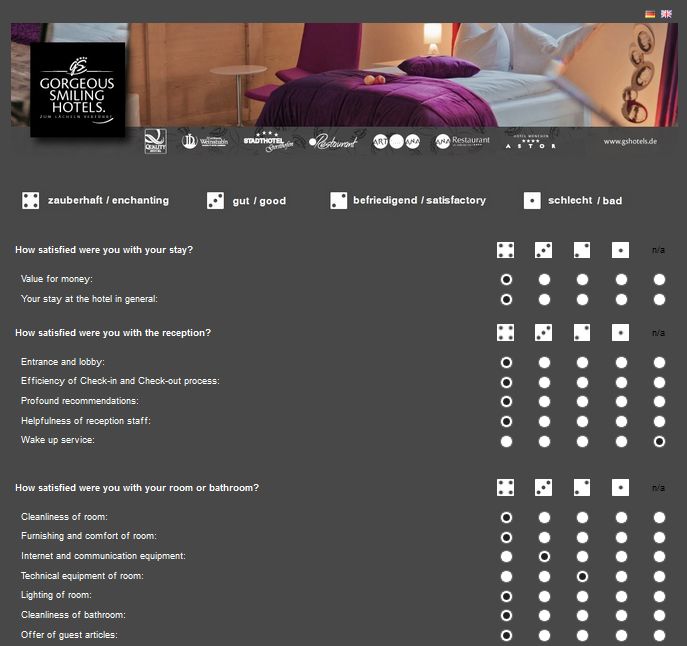 GS
GORGEOUS
SMILING
HOTELS.
ZUM LÄCHELN VERFÜHRT
QUALITY
HOTEL
Weinstubn
STADTHOTEL
Restaurant
ART
ANA
ANA Restaurant
HOTEL MÜNCHEN
ASTOR
www.gshotels.de
zauberhaft / enchanting gut / good befriedigend / satisfactory schlecht / bad
How satisfied were you with your stay? n/a
Value for money:
Your stay at the hotel in general:
How satisfied were you with the reception? n/a
Entrance and lobby:
Efficiency of Check-in and Check-out process:
Profound recommendations:
Helpfulness of reception staff:
Wake up service:
How satisfied were you with your room or bathroom? n/a
Cleanliness of room:
Furnishing and comfort of room:
Internet and communication equipment:
Technical equipment of room:
Lighting of room:
Cleanliness of bathroom:
Offer of guest articles: